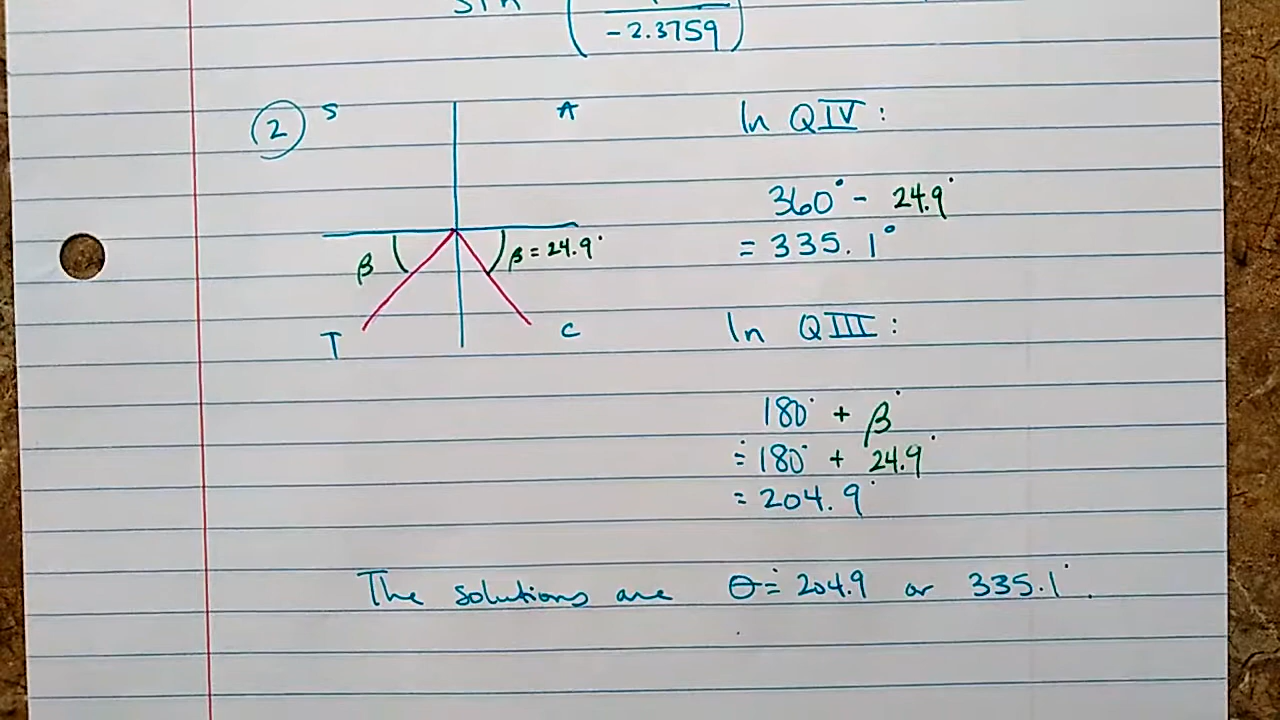 -2.3759
2
S
A
In QIV:
360° - 24.9°
= 335.1°
β
β = 24.9°
T
C
In QIII:
180° + β°
≐ 180° + 24.9°
= 204.9°
The solutions are θ ≐ 204.9 or 335.1°.